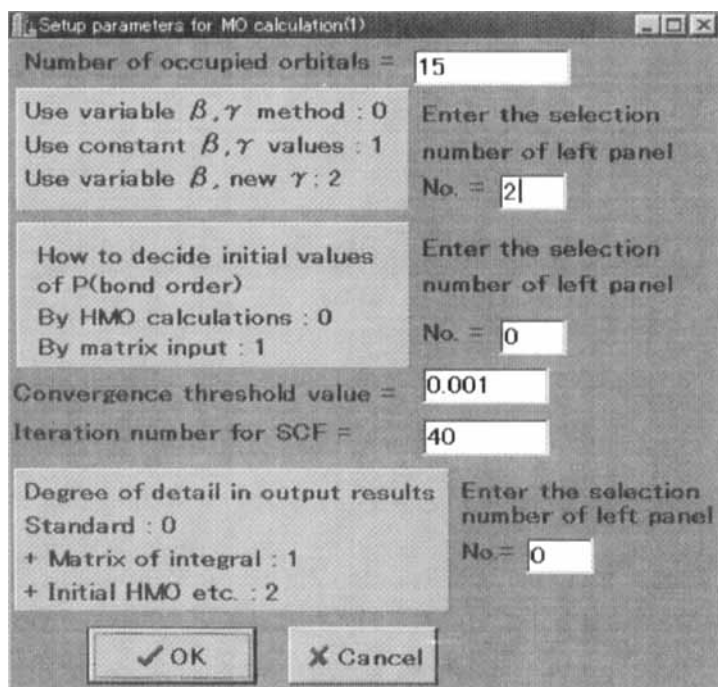 Setup parameters for MO calculation(1)
Number of occupied orbitals = 15
Use variable β,γ method : 0
Use constant β,γ values : 1
Use variable β, new γ: 2
Enter the selection
number of left panel
No. = 2
How to decide initial values
of P(bond order)
By HMO calculations : 0
By matrix input : 1
Enter the selection
number of left panel
No. = 0
Convergence threshold value = 0.001
Iteration number for SCF = 40
Degree of detail in output results
Standard : 0
+ Matrix of integral : 1
+ Initial HMO etc. : 2
Enter the selection
number of left panel
No.= 0
OK
Cancel